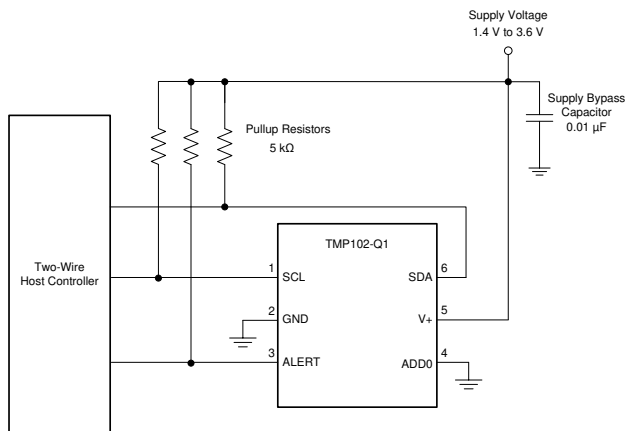 Supply Voltage
1.4 V to 3.6 V
Supply Bypass
Capacitor
0.01 µF
Pullup Resistors
5 kΩ
Two-Wire
Host Controller
TMP102-Q1
1
SCL
SDA
6
2
GND
V+
5
3
ALERT
ADD0
4